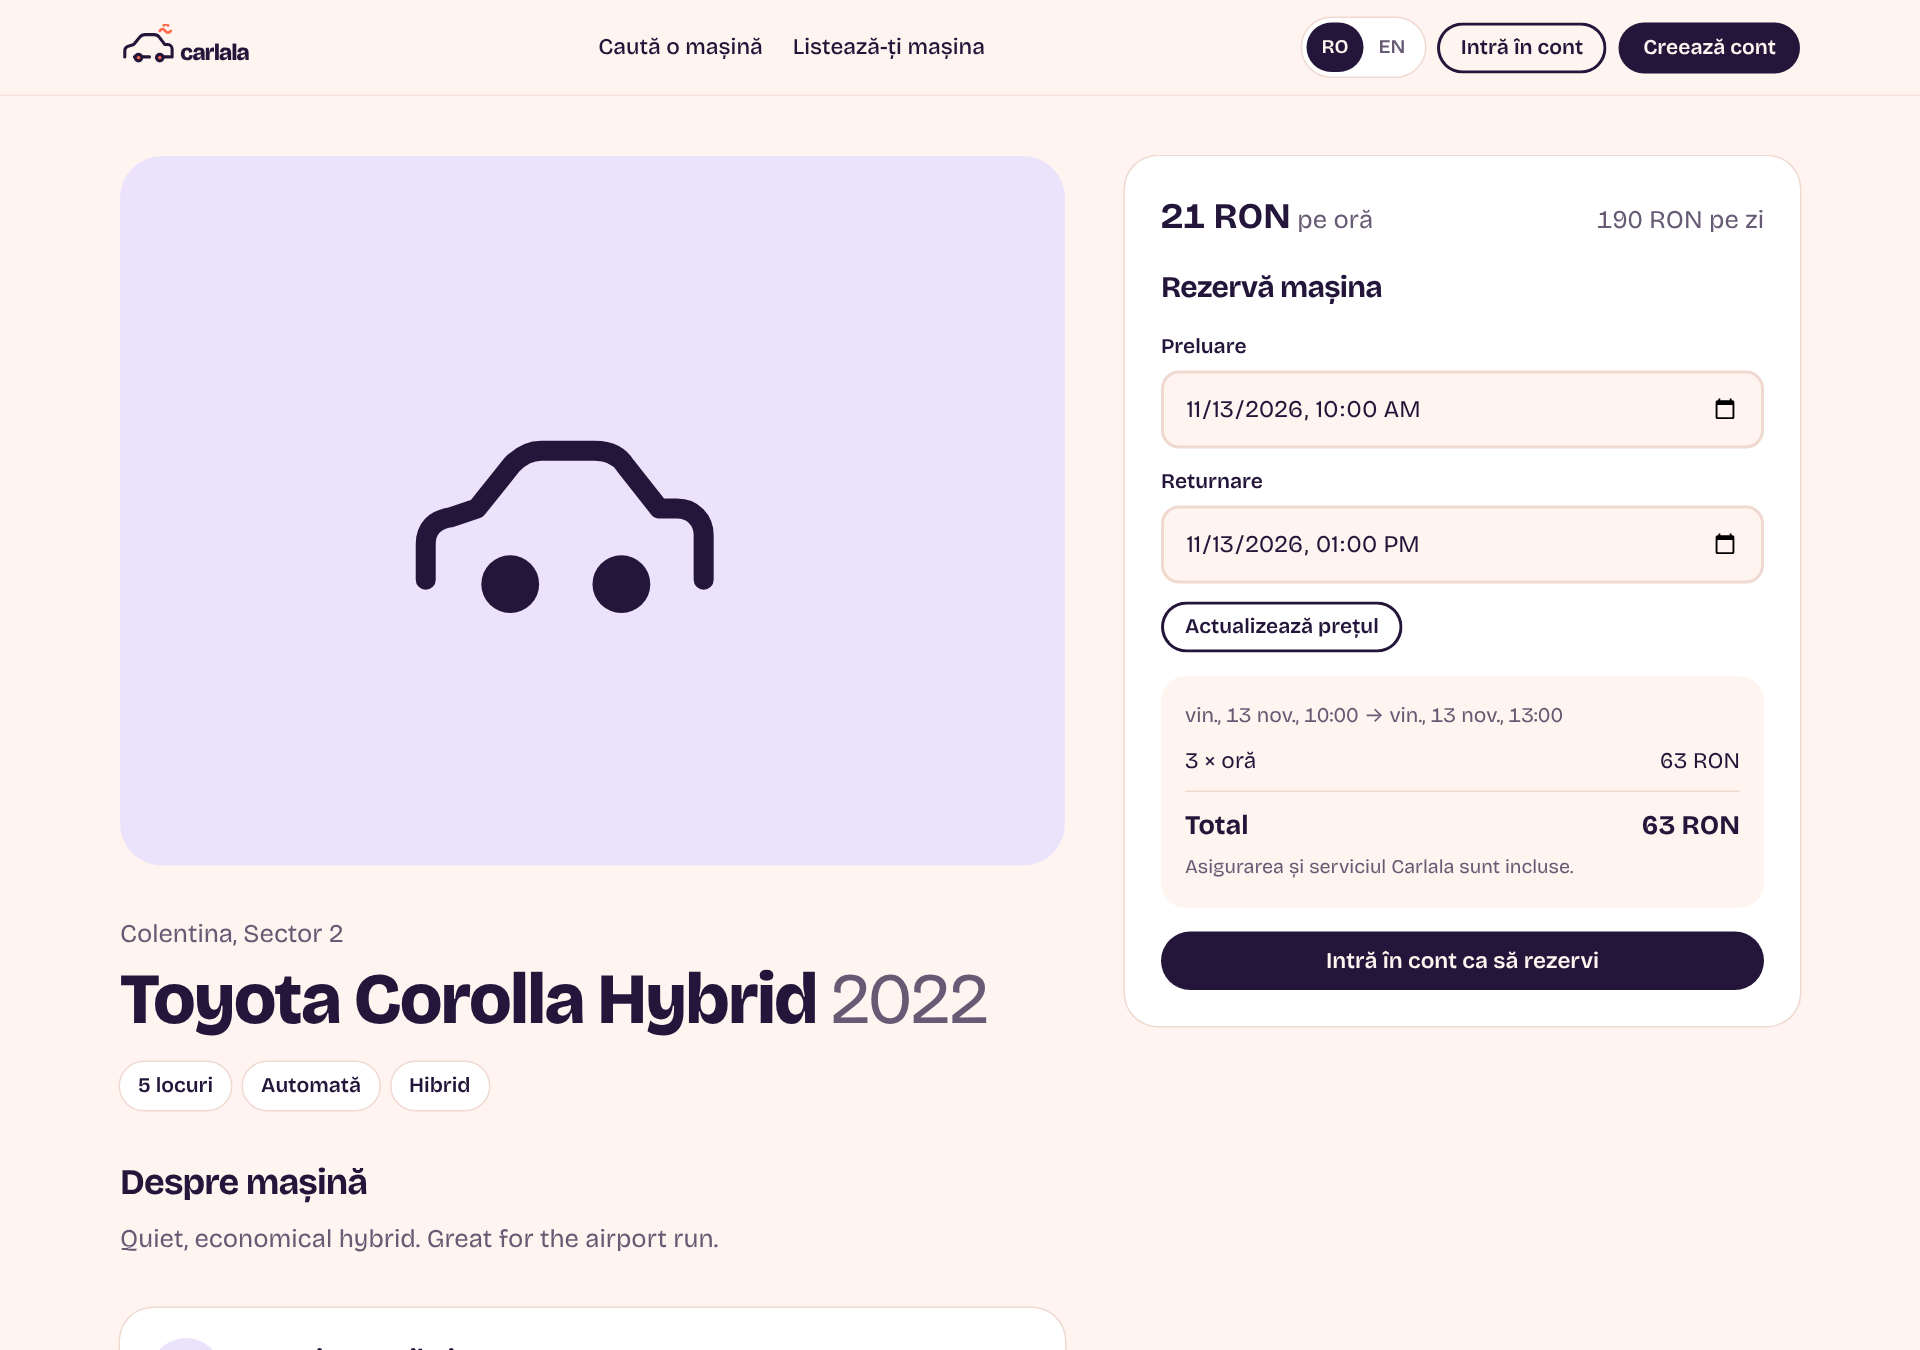 carlala
Caută o mașină
Listează-ți mașina
RO
EN
Intră în cont
Creează cont
21 RON pe oră
190 RON pe zi
Rezervă mașina
Preluare
11/13/2026, 10:00 AM
Returnare
11/13/2026, 01:00 PM
Actualizează prețul
vin., 13 nov., 10:00 → vin., 13 nov., 13:00
3 × oră
63 RON
Total
63 RON
Asigurarea și serviciul Carlala sunt incluse.
Intră în cont ca să rezervi
Colentina, Sector 2
Toyota Corolla Hybrid 2022
5 locuri
Automată
Hibrid
Despre mașină
Quiet, economical hybrid. Great for the airport run.